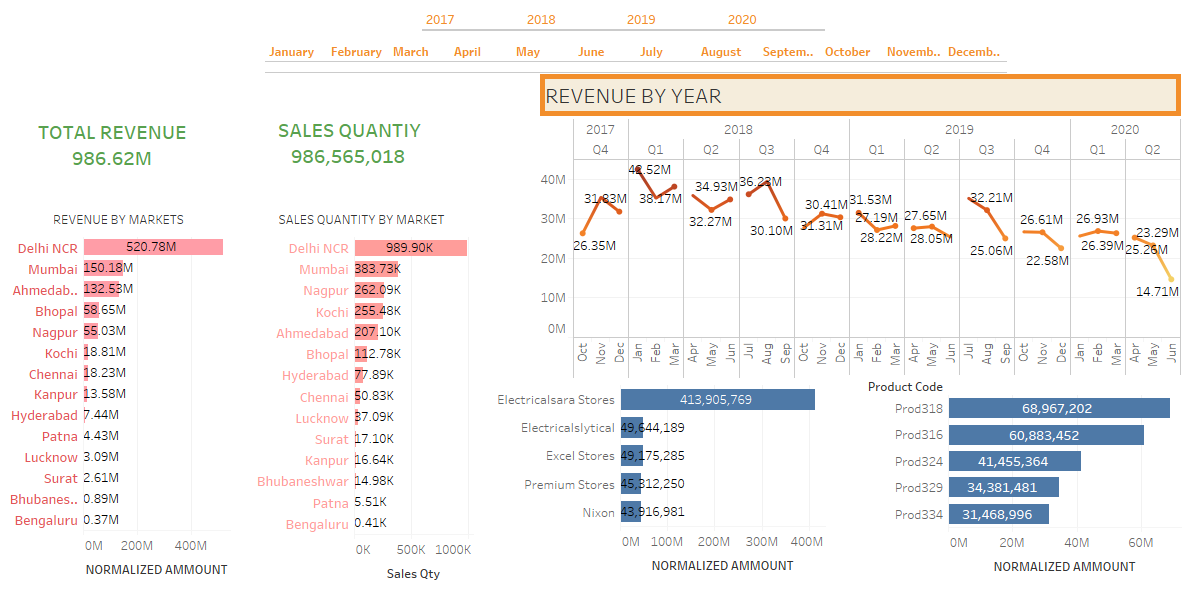 2017 2018 2019 2020
January February March April May June July August Septem.. October Novemb.. Decemb..
REVENUE BY YEAR
TOTAL REVENUE
986.62M
SALES QUANTIY
986,565,018
2017 2018 2019 2020
Q4 Q1 Q2 Q3 Q4 Q1 Q2 Q3 Q4 Q1 Q2
40M
30M
20M
10M
0M
26.35M
31.83M
42.52M
38.17M
34.93M
32.27M
36.23M
30.10M
30.41M
31.31M
31.53M
27.19M
28.22M
27.65M
28.05M
32.21M
25.06M
26.61M
22.58M
26.93M
26.39M
23.29M
25.26M
14.71M
Oct Nov Dec Jan Feb Mar Apr May Jun Jul Aug Sep Oct Nov Dec Jan Feb Mar Apr May Jun Jul Aug Sep Oct Nov Dec Jan Feb Mar Apr May Jun
REVENUE BY MARKETS
Delhi NCR 520.78M
Mumbai 150.18M
Ahmedab.. 132.53M
Bhopal 58.65M
Nagpur 55.03M
Kochi 18.81M
Chennai 18.23M
Kanpur 13.58M
Hyderabad 7.44M
Patna 4.43M
Lucknow 3.09M
Surat 2.61M
Bhubanes.. 0.89M
Bengaluru 0.37M
0M 200M 400M
NORMALIZED AMMOUNT
SALES QUANTITY BY MARKET
Delhi NCR 989.90K
Mumbai 383.73K
Nagpur 262.09K
Kochi 255.48K
Ahmedabad 207.10K
Bhopal 112.78K
Hyderabad 77.89K
Chennai 50.83K
Lucknow 37.09K
Surat 17.10K
Kanpur 16.64K
Bhubaneshwar 14.98K
Patna 5.51K
Bengaluru 0.41K
0K 500K 1000K
Sales Qty
Electricalsara Stores 413,905,769
Electricalslytical 49,644,189
Excel Stores 49,175,285
Premium Stores 45,312,250
Nixon 43,916,981
0M 100M 200M 300M 400M
NORMALIZED AMMOUNT
Product Code
Prod318 68,967,202
Prod316 60,883,452
Prod324 41,455,364
Prod329 34,381,481
Prod334 31,468,996
0M 20M 40M 60M
NORMALIZED AMMOUNT